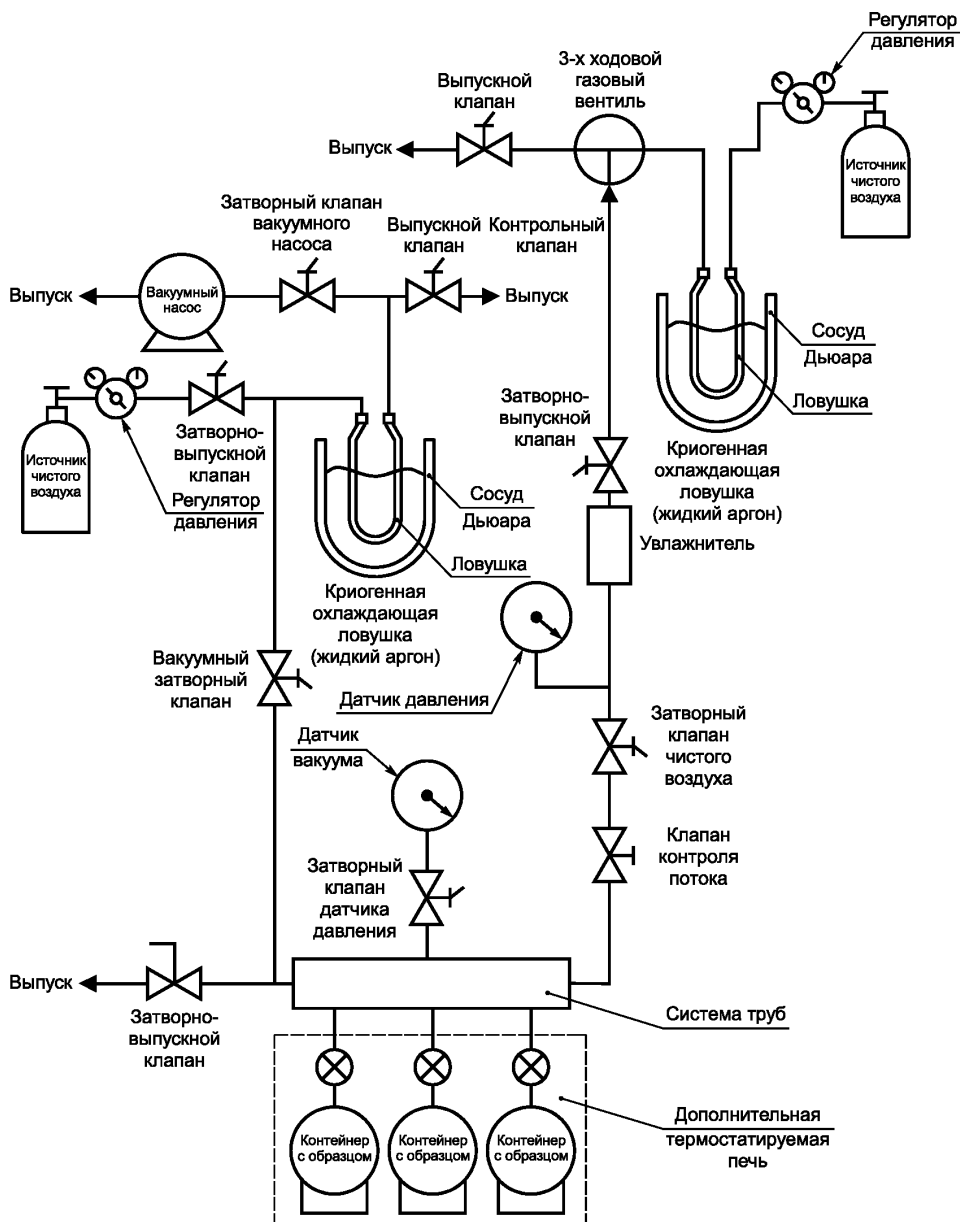 Регулятор
давления
3-х ходовой
газовый
вентиль
Выпускной
клапан
Выпуск
Источник
чистого
воздуха
Затворный клапан
вакуумного
насоса
Выпускной
клапан
Контрольный
клапан
Выпуск
Вакуумный
насос
Выпуск
Сосуд
Дьюара
Ловушка
Криогенная
охлаждающая
ловушка
(жидкий аргон)
Затворно-
выпускной
клапан
Источник
чистого
воздуха
Затворно-
выпускной
клапан
Регулятор
давления
Сосуд
Дьюара
Ловушка
Криогенная
охлаждающая
ловушка
(жидкий аргон)
Увлажнитель
Вакуумный
затворный
клапан
Датчик давления
Затворный
клапан
чистого
воздуха
Датчик
вакуума
Клапан
контроля
потока
Затворный
клапан
датчика
давления
Выпуск
Затворно-
выпускной
клапан
Система труб
Дополнительная
термостатируемая
печь
Контейнер
с образцом
Контейнер
с образцом
Контейнер
с образцом